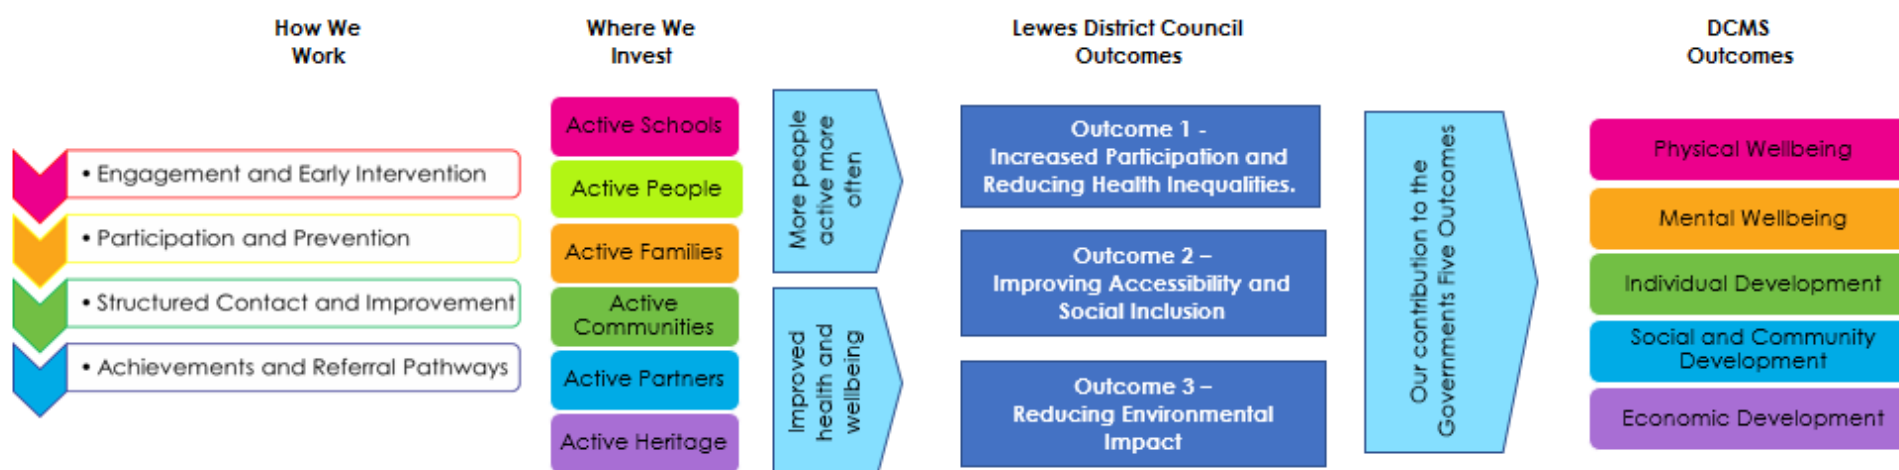 How We
Work
• Engagement and Early Intervention
• Participation and Prevention
• Structured Contact and Improvement
• Achievements and Referral Pathways
Where We
Invest
Active Schools
Active People
Active Families
Active
Communities
Active Partners
Active Heritage
More people
active more
often
Improved
health and
wellbeing
Lewes District Council
Outcomes
Outcome 1 -
Increased Participation and
Reducing Health Inequalities.
Outcome 2 –
Improving Accessibility and
Social Inclusion
Outcome 3 –
Reducing Environmental
Impact
Our contribution to the
Governments Five Outcomes
DCMS
Outcomes
Physical Wellbeing
Mental Wellbeing
Individual Development
Social and Community
Development
Economic Development